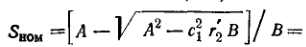 S_ном = [A − √(A² − c₁² r₂′ B)] / B =